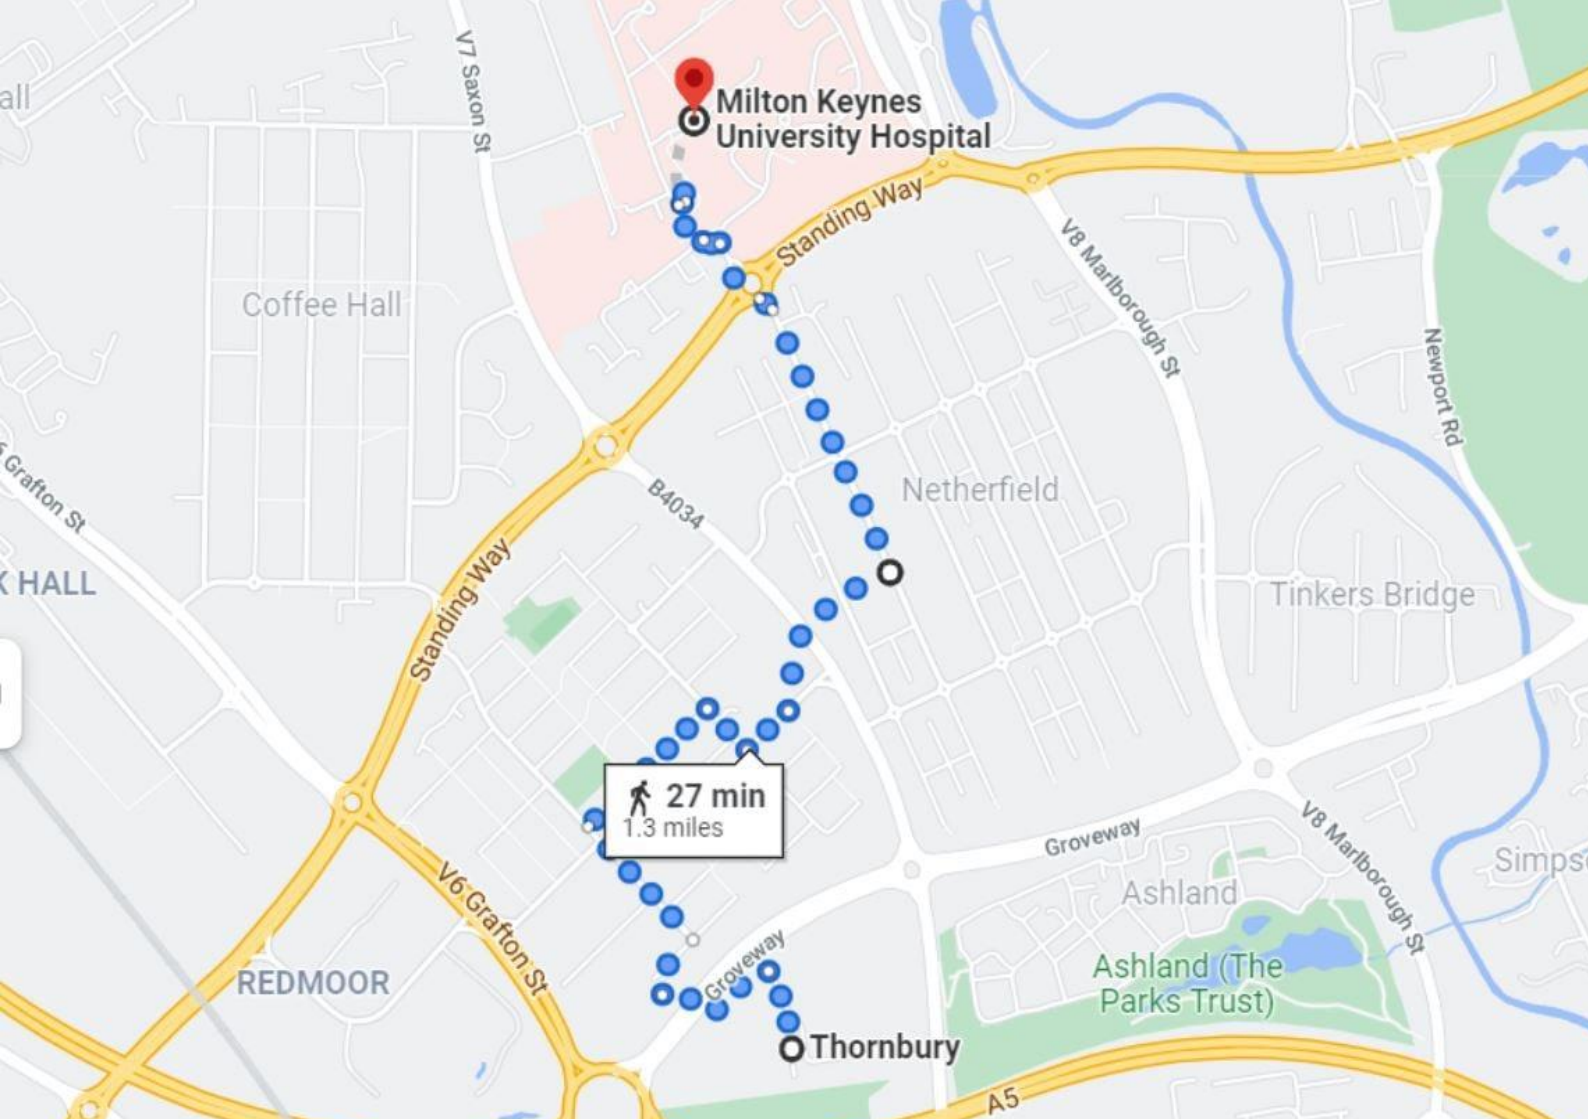 all
V7 Saxon St
Milton Keynes
University Hospital
Standing Way
V8 Marlborough St
Coffee Hall
Newport Rd
Grafton St
B4034
Netherfield
HALL
Standing Way
Tinkers Bridge
27 min
1.3 miles
V6 Grafton St
Groveway
V8 Marlborough St
Ashland
Groveway
REDMOOR
Ashland (The
Parks Trust)
Thornbury
A5